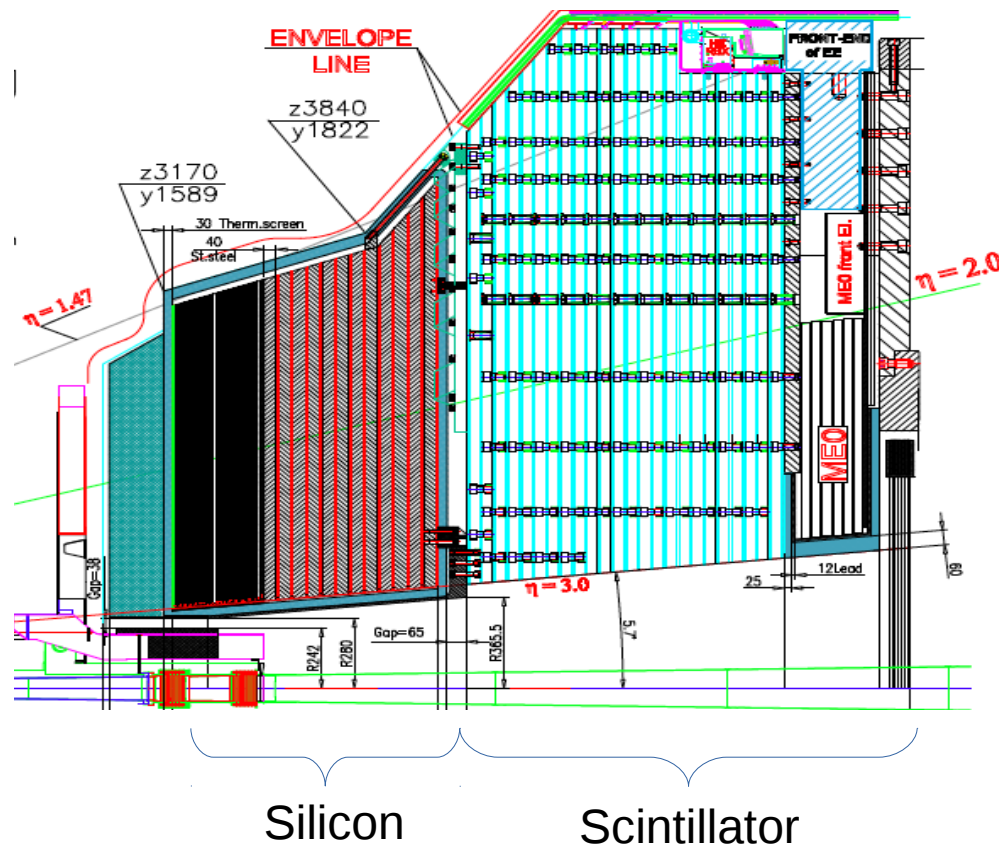 ENVELOPE
LINE
FRONT-END
of EE
z3840
y1822
z3170
y1589
30 Therm.screen
40
St.steel
η = 1.47
η = 2.0
ME0 front El.
ME0
Gap=38
η = 3.0
12Lead
25
60
Gap=65
R242
R280
R365.5
5.7°
Silicon
Scintillator